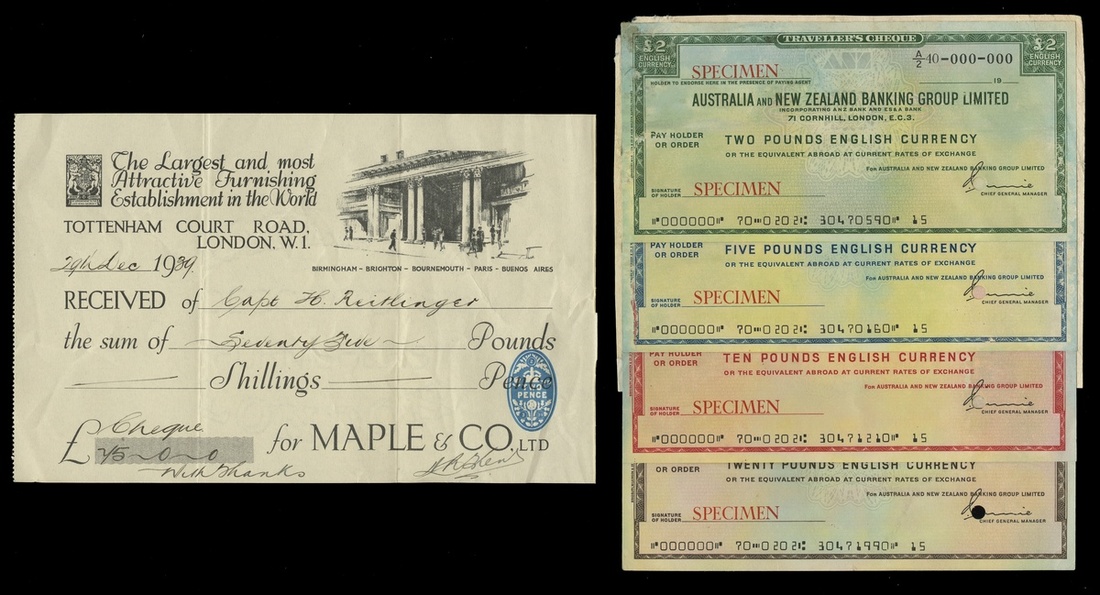 The Largest and most
Attractive Furnishing
Establishment in the World
TOTTENHAM COURT ROAD,
LONDON, W.1.
BIRMINGHAM - BRIGHTON - BOURNEMOUTH - PARIS - BUENOS AIRES
29th Dec 1939.
RECEIVED of Capt H. Reitlinger
the sum of Seventy Five Pounds
Shillings Pence
PENCE
Cheque
£ 75-0-0 for MAPLE & CO. LTD
With Thanks
TRAVELLER'S CHEQUE
£2 ENGLISH CURRENCY
£2 ENGLISH CURRENCY
SPECIMEN
A/2 40-000-000
HOLDER TO ENDORSE HERE IN THE PRESENCE OF PAYING AGENT
19
AUSTRALIA AND NEW ZEALAND BANKING GROUP LIMITED
INCORPORATING A N Z BANK AND E S & A BANK
71 CORNHILL, LONDON, E.C.3.
PAY HOLDER OR ORDER
TWO POUNDS ENGLISH CURRENCY
OR THE EQUIVALENT ABROAD AT CURRENT RATES OF EXCHANGE
FOR AUSTRALIA AND NEW ZEALAND BANKING GROUP LIMITED
SIGNATURE OF HOLDER SPECIMEN
CHIEF GENERAL MANAGER
⑈000000⑈ 70⑉0202⑆ 30470590⑈ 15
PAY HOLDER OR ORDER
FIVE POUNDS ENGLISH CURRENCY
OR THE EQUIVALENT ABROAD AT CURRENT RATES OF EXCHANGE
FOR AUSTRALIA AND NEW ZEALAND BANKING GROUP LIMITED
SIGNATURE OF HOLDER SPECIMEN
CHIEF GENERAL MANAGER
⑈000000⑈ 70⑉0202⑆ 30470160⑈ 15
PAY HOLDER OR ORDER
TEN POUNDS ENGLISH CURRENCY
OR THE EQUIVALENT ABROAD AT CURRENT RATES OF EXCHANGE
FOR AUSTRALIA AND NEW ZEALAND BANKING GROUP LIMITED
SIGNATURE OF HOLDER SPECIMEN
CHIEF GENERAL MANAGER
⑈000000⑈ 70⑉0202⑆ 30471210⑈ 15
OR ORDER
TWENTY POUNDS ENGLISH CURRENCY
OR THE EQUIVALENT ABROAD AT CURRENT RATES OF EXCHANGE
FOR AUSTRALIA AND NEW ZEALAND BANKING GROUP LIMITED
SIGNATURE OF HOLDER SPECIMEN
CHIEF GENERAL MANAGER
⑈000000⑈ 70⑉0202⑆ 30471990⑈ 15